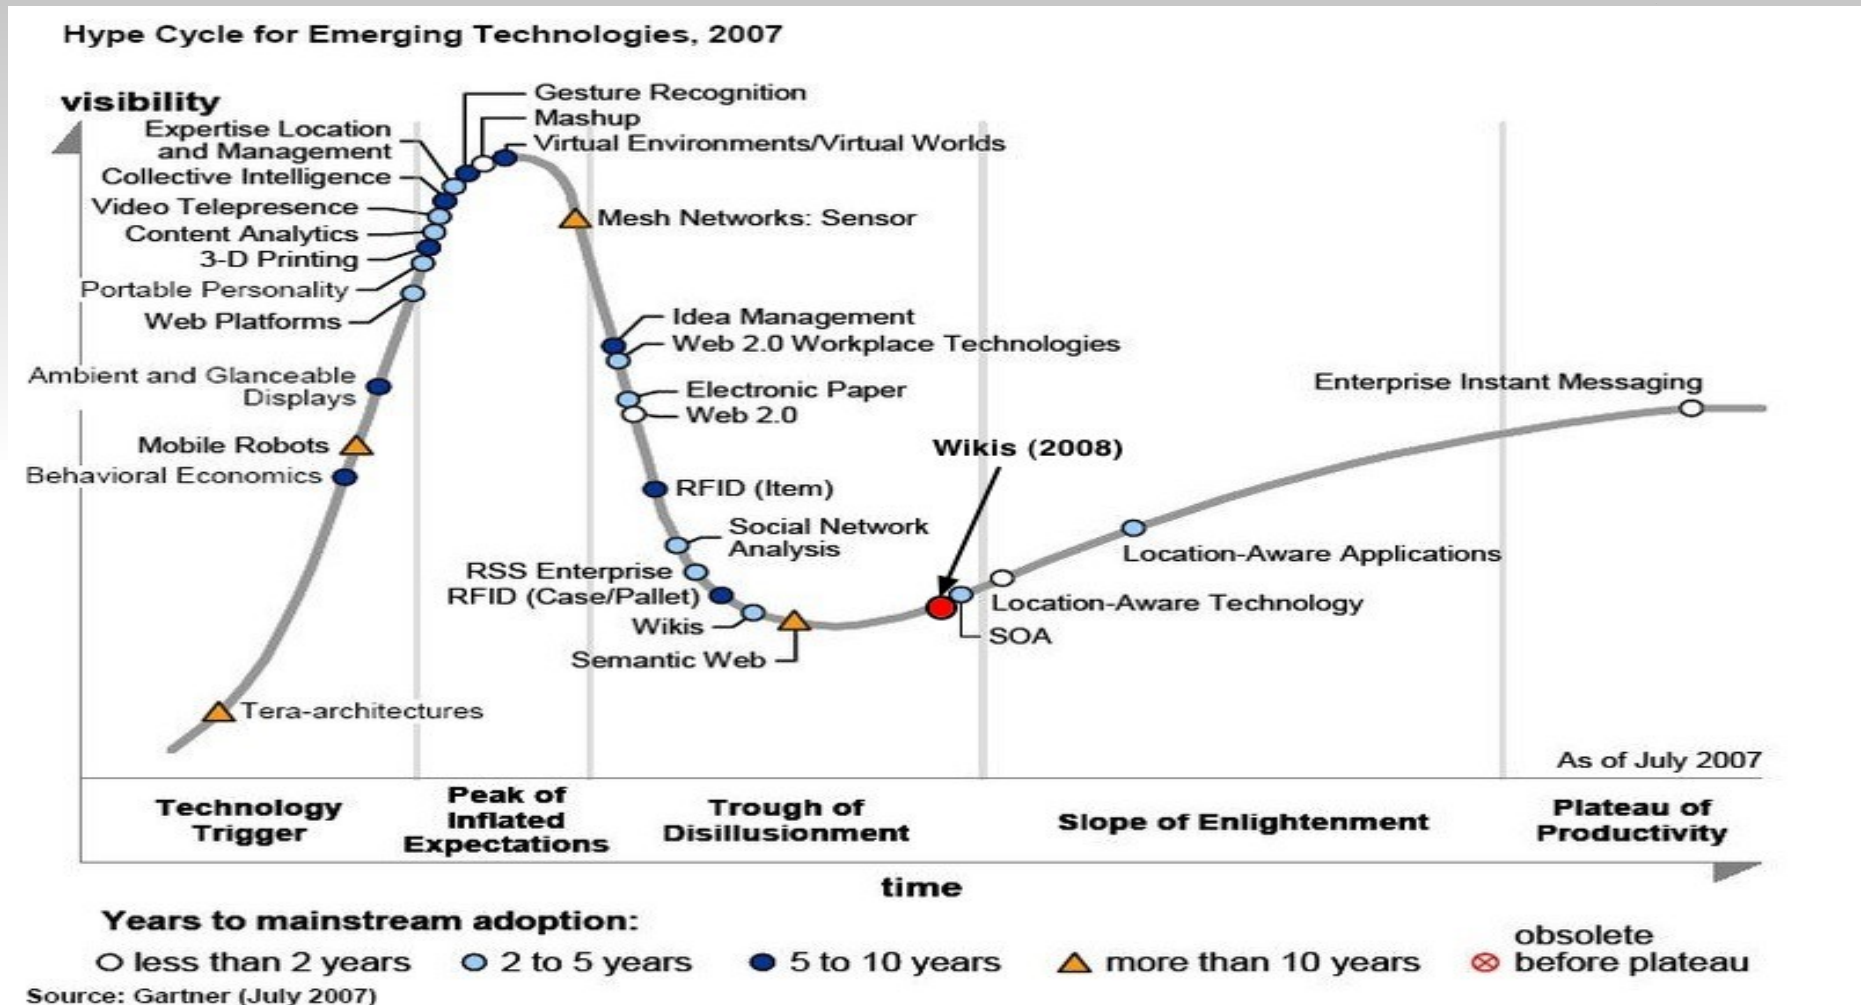 Hype Cycle for Emerging Technologies, 2007
visibility
Gesture Recognition
Mashup
Virtual Environments/Virtual Worlds
Expertise Location
and Management
Collective Intelligence
Video Telepresence
Content Analytics
3-D Printing
Portable Personality
Web Platforms
Ambient and Glanceable
Displays
Mobile Robots
Behavioral Economics
Tera-architectures
Mesh Networks: Sensor
Idea Management
Web 2.0 Workplace Technologies
Electronic Paper
Web 2.0
RFID (Item)
Social Network
Analysis
RSS Enterprise
RFID (Case/Pallet)
Wikis
Semantic Web
Wikis (2008)
Enterprise Instant Messaging
Location-Aware Applications
Location-Aware Technology
SOA
As of July 2007
Technology
Trigger
Peak of
Inflated
Expectations
Trough of
Disillusionment
Slope of Enlightenment
Plateau of
Productivity
time
Years to mainstream adoption:
less than 2 years
2 to 5 years
5 to 10 years
more than 10 years
obsolete
before plateau
Source: Gartner (July 2007)